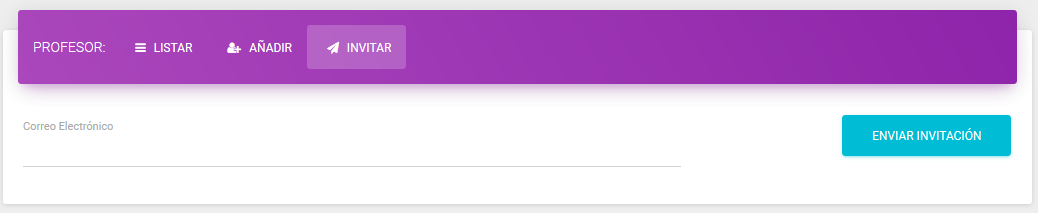 PROFESOR: LISTAR AÑADIR INVITAR
Correo Electrónico
ENVIAR INVITACIÓN